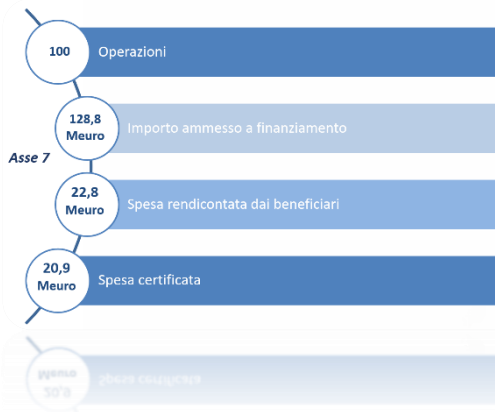 100
Operazioni
128,8
Meuro
Importo ammesso a finanziamento
Asse 7
22,8
Meuro
Spesa rendicontata dai beneficiari
20,9
Meuro
Spesa certificata